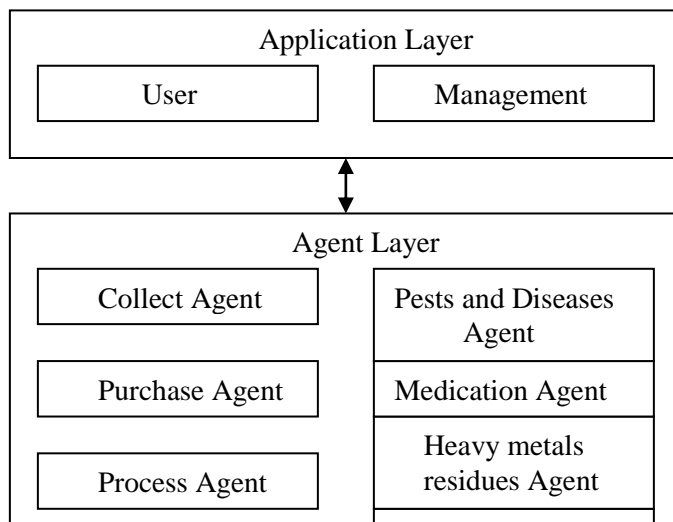 Application Layer
User
Management
Agent Layer
Collect Agent
Purchase Agent
Process Agent
Pests and Diseases
Agent
Medication Agent
Heavy metals
residues Agent